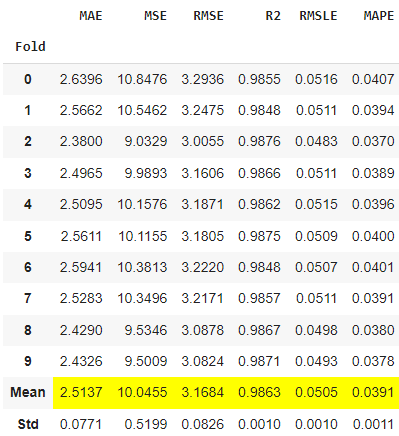 MAE MSE RMSE R2 RMSLE MAPE
Fold
0 2.6396 10.8476 3.2936 0.9855 0.0516 0.0407
1 2.5662 10.5462 3.2475 0.9848 0.0511 0.0394
2 2.3800 9.0329 3.0055 0.9876 0.0483 0.0370
3 2.4965 9.9893 3.1606 0.9866 0.0511 0.0389
4 2.5095 10.1576 3.1871 0.9862 0.0515 0.0396
5 2.5611 10.1155 3.1805 0.9875 0.0509 0.0400
6 2.5941 10.3813 3.2220 0.9848 0.0507 0.0401
7 2.5283 10.3496 3.2171 0.9857 0.0511 0.0391
8 2.4290 9.5346 3.0878 0.9867 0.0498 0.0380
9 2.4326 9.5009 3.0824 0.9871 0.0493 0.0378
Mean 2.5137 10.0455 3.1684 0.9863 0.0505 0.0391
Std 0.0771 0.5199 0.0826 0.0010 0.0010 0.0011